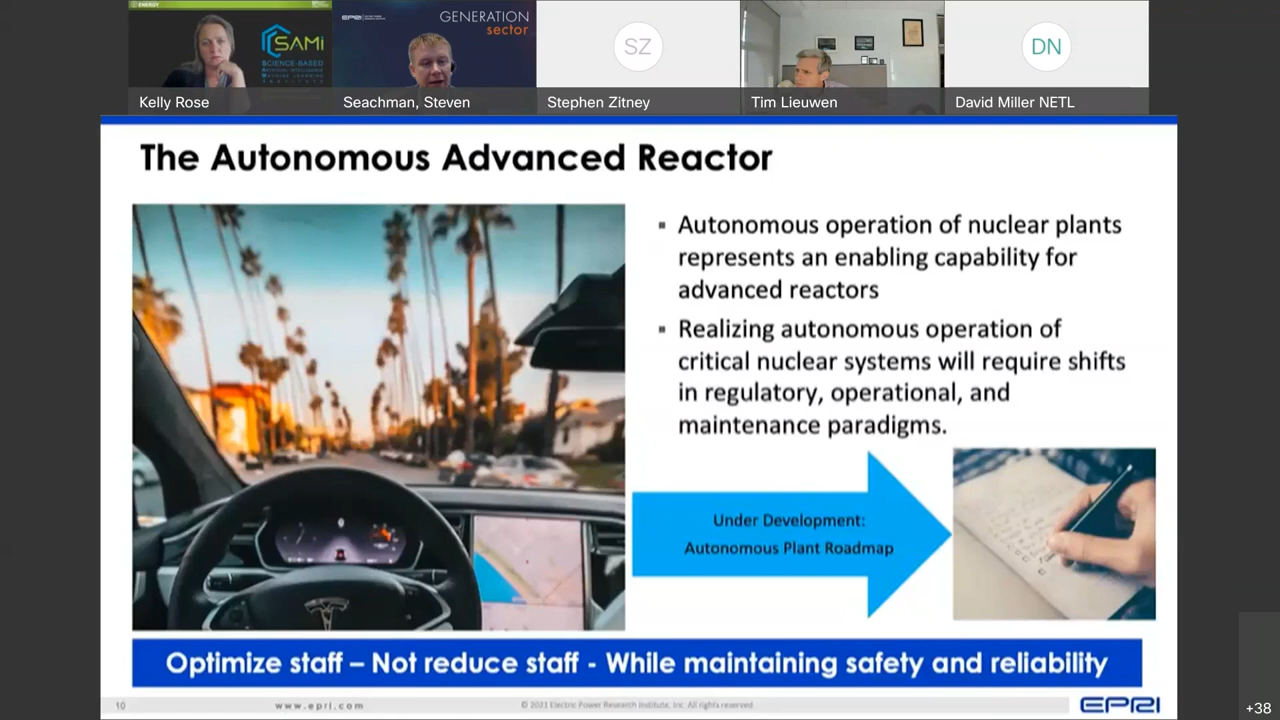 ENERGY
SAMi
SCIENCE-BASED
ARTIFICIAL INTELLIGENCE
MACHINE LEARNING
INSTITUTE
Kelly Rose
EPRI
GENERATION
sector
Seachman, Steven
SZ
Stephen Zitney
Tim Lieuwen
DN
David Miller NETL
The Autonomous Advanced Reactor
▪ Autonomous operation of nuclear plants
represents an enabling capability for
advanced reactors
▪ Realizing autonomous operation of
critical nuclear systems will require shifts
in regulatory, operational, and
maintenance paradigms.
Under Development:
Autonomous Plant Roadmap
Optimize staff – Not reduce staff - While maintaining safety and reliability
10
www.epri.com
© 2021 Electric Power Research Institute, Inc. All rights reserved.
EPRI
+38